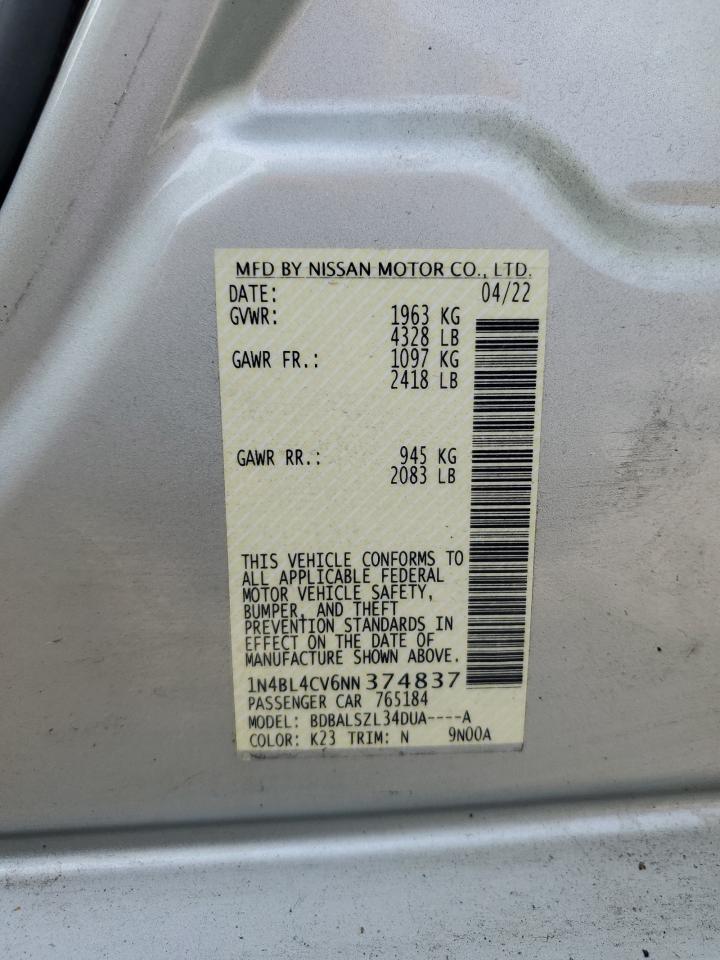 MFD BY NISSAN MOTOR CO., LTD.
DATE: 04/22
GVWR: 1963 KG
4328 LB
GAWR FR.: 1097 KG
2418 LB
GAWR RR.: 945 KG
2083 LB
THIS VEHICLE CONFORMS TO
ALL APPLICABLE FEDERAL
MOTOR VEHICLE SAFETY,
BUMPER, AND THEFT
PREVENTION STANDARDS IN
EFFECT ON THE DATE OF
MANUFACTURE SHOWN ABOVE.
1N4BL4CV6NN374837
PASSENGER CAR 765184
MODEL: BDBALSZL34DUA----A
COLOR: K23 TRIM: N 9N00A